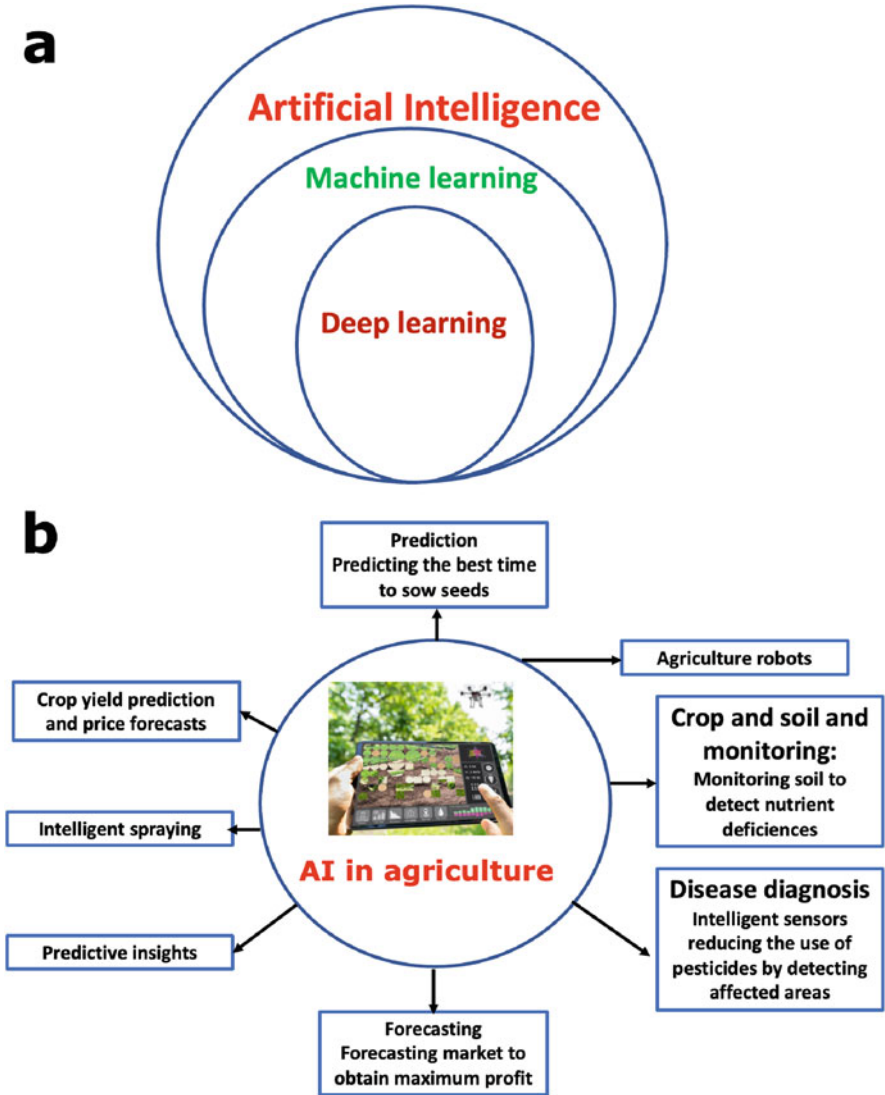 a
Artificial Intelligence
Machine learning
Deep learning
b
Prediction
Predicting the best time
to sow seeds
Agriculture robots
Crop yield prediction
and price forecasts
Crop and soil and
monitoring:
Monitoring soil to
detect nutrient
deficiences
Intelligent spraying
AI in agriculture
Disease diagnosis
Intelligent sensors
reducing the use of
pesticides by detecting
affected areas
Predictive insights
Forecasting
Forecasting market to
obtain maximum profit